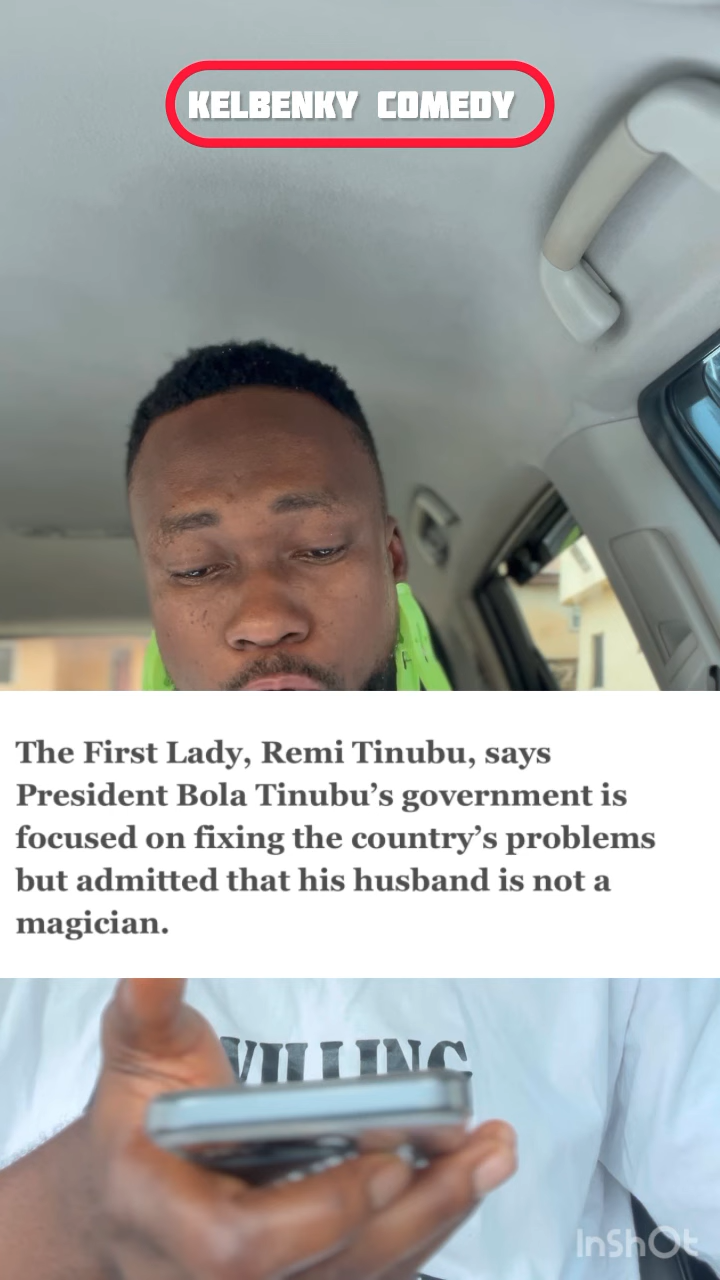 KELBENKY COMEDY
The First Lady, Remi Tinubu, says
President Bola Tinubu’s government is
focused on fixing the country’s problems
but admitted that his husband is not a
magician.
WILLING
InShOt